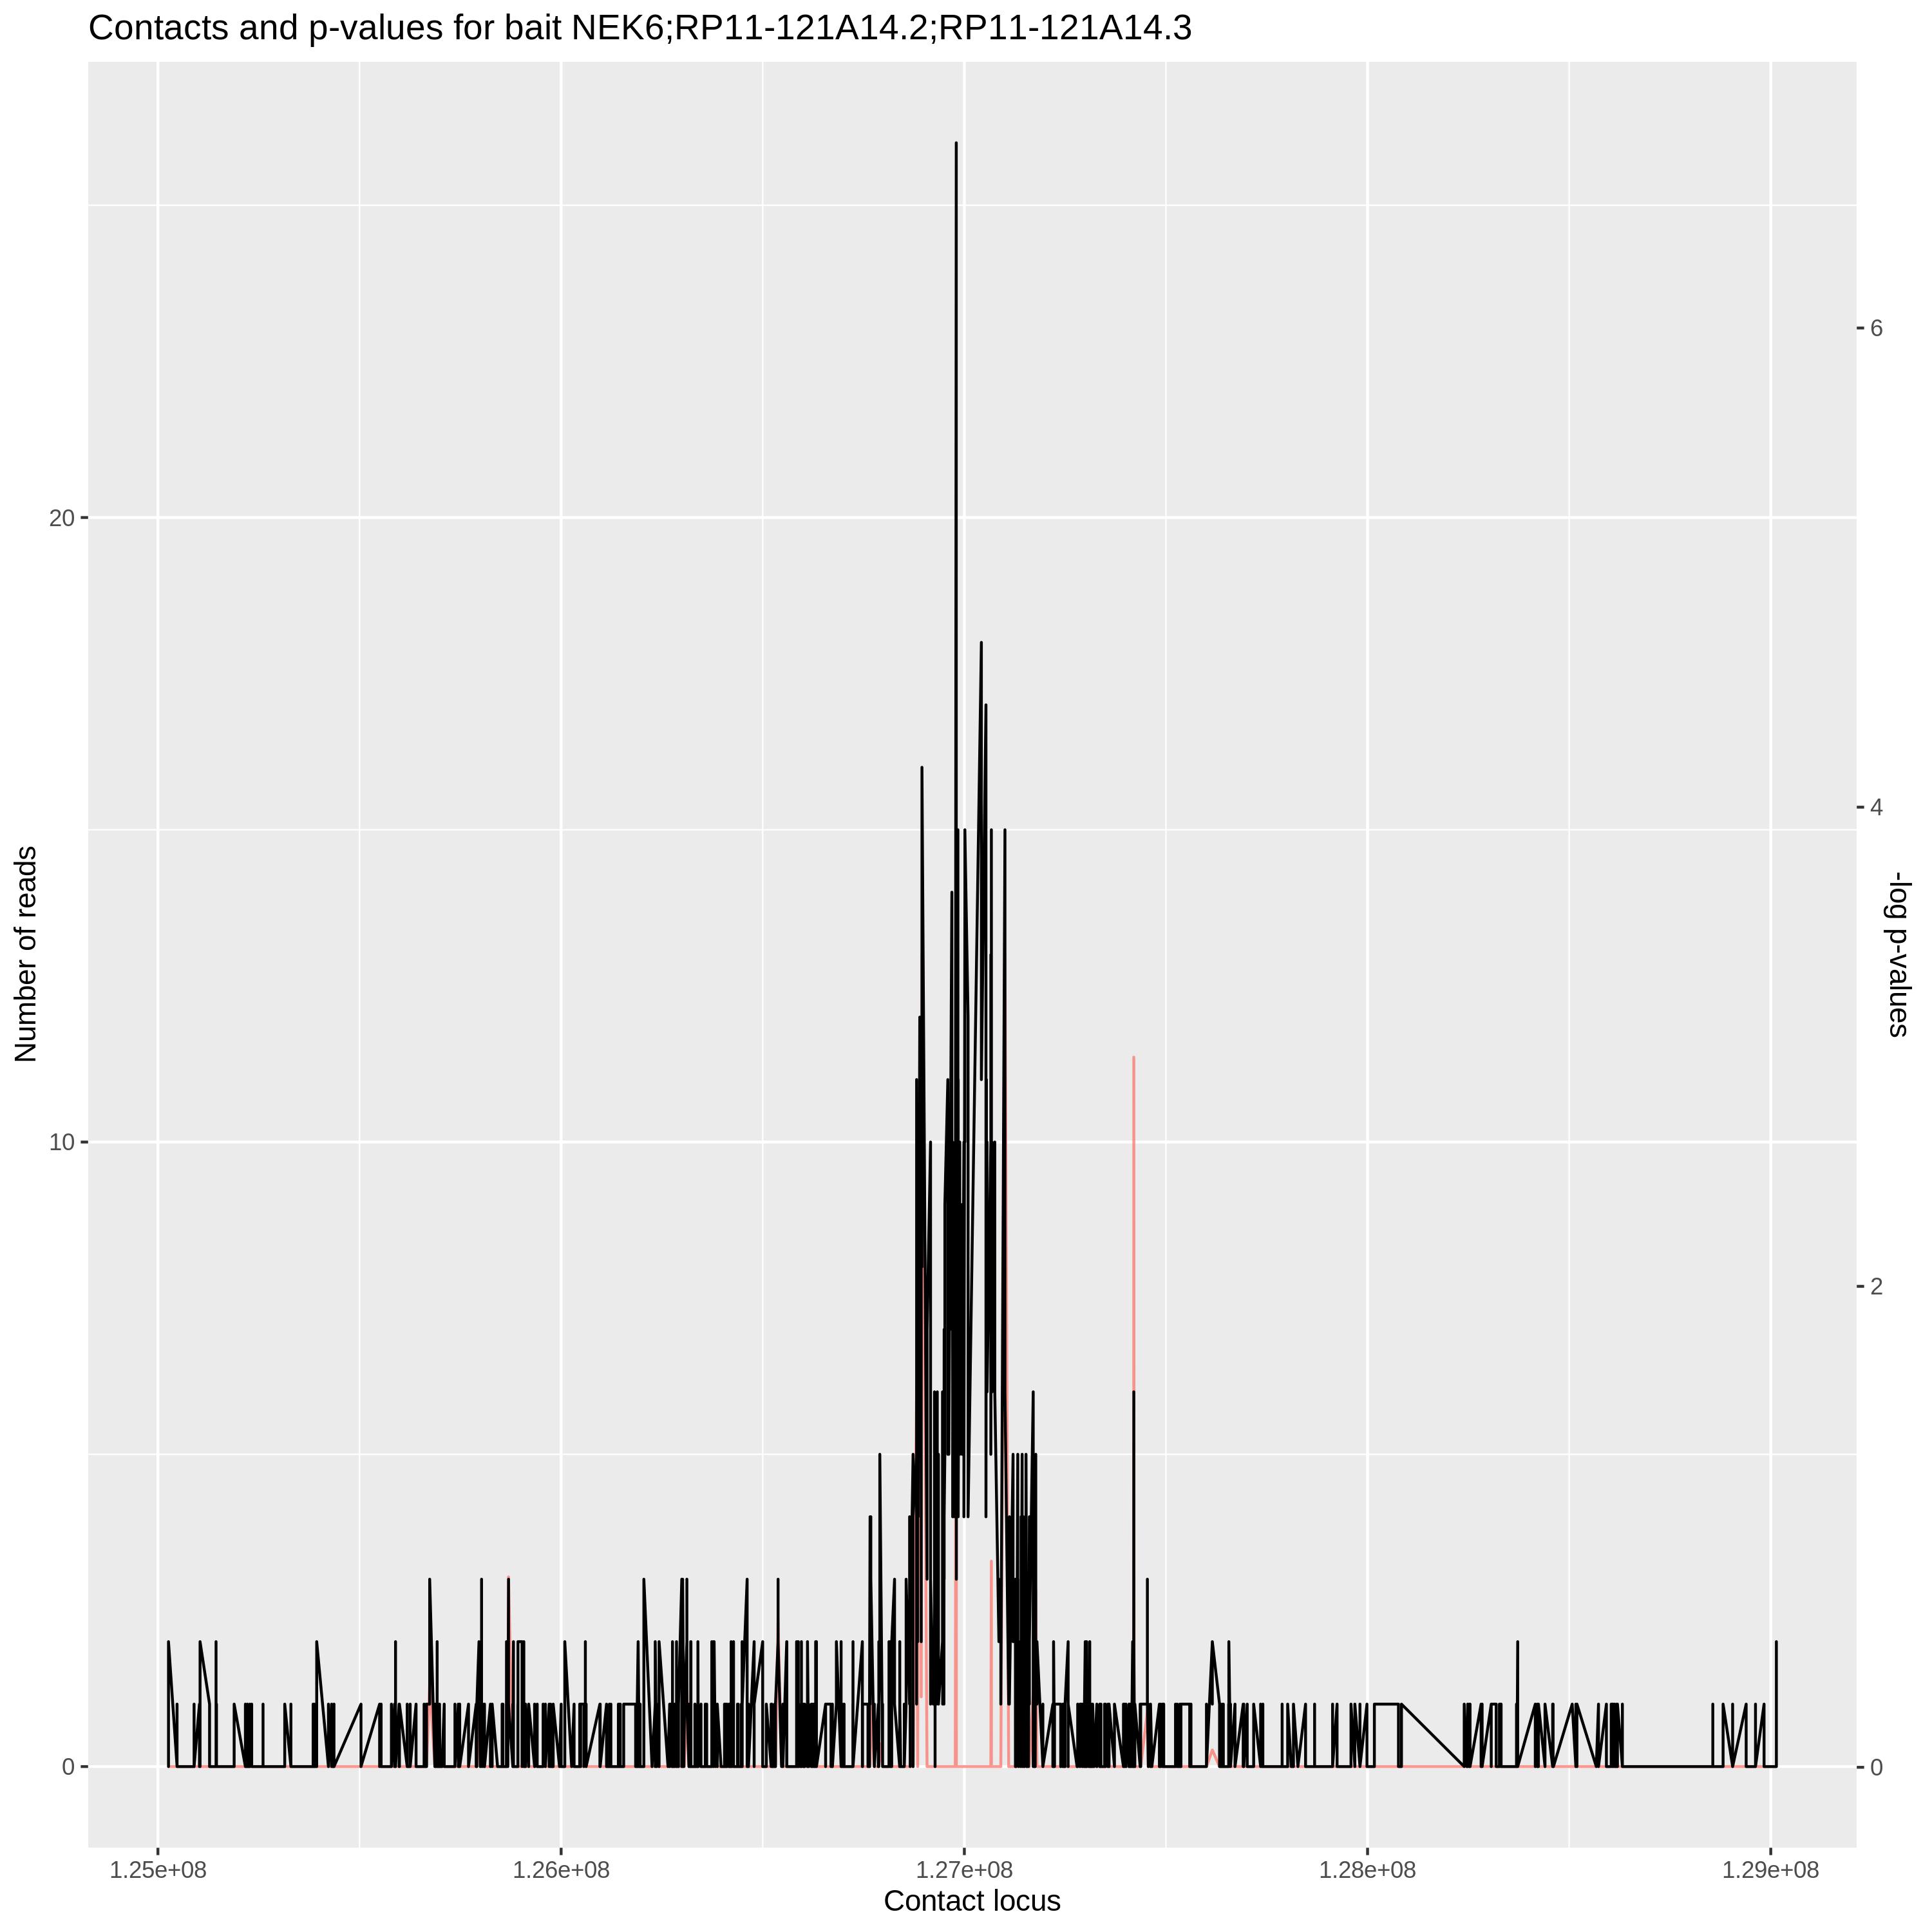 Contacts and p-values for bait NEK6;RP11-121A14.2;RP11-121A14.3
Number of reads
20
10
0
6
4
2
0
-log p-values
1.25e+08 1.26e+08 1.27e+08 1.28e+08 1.29e+08
Contact locus